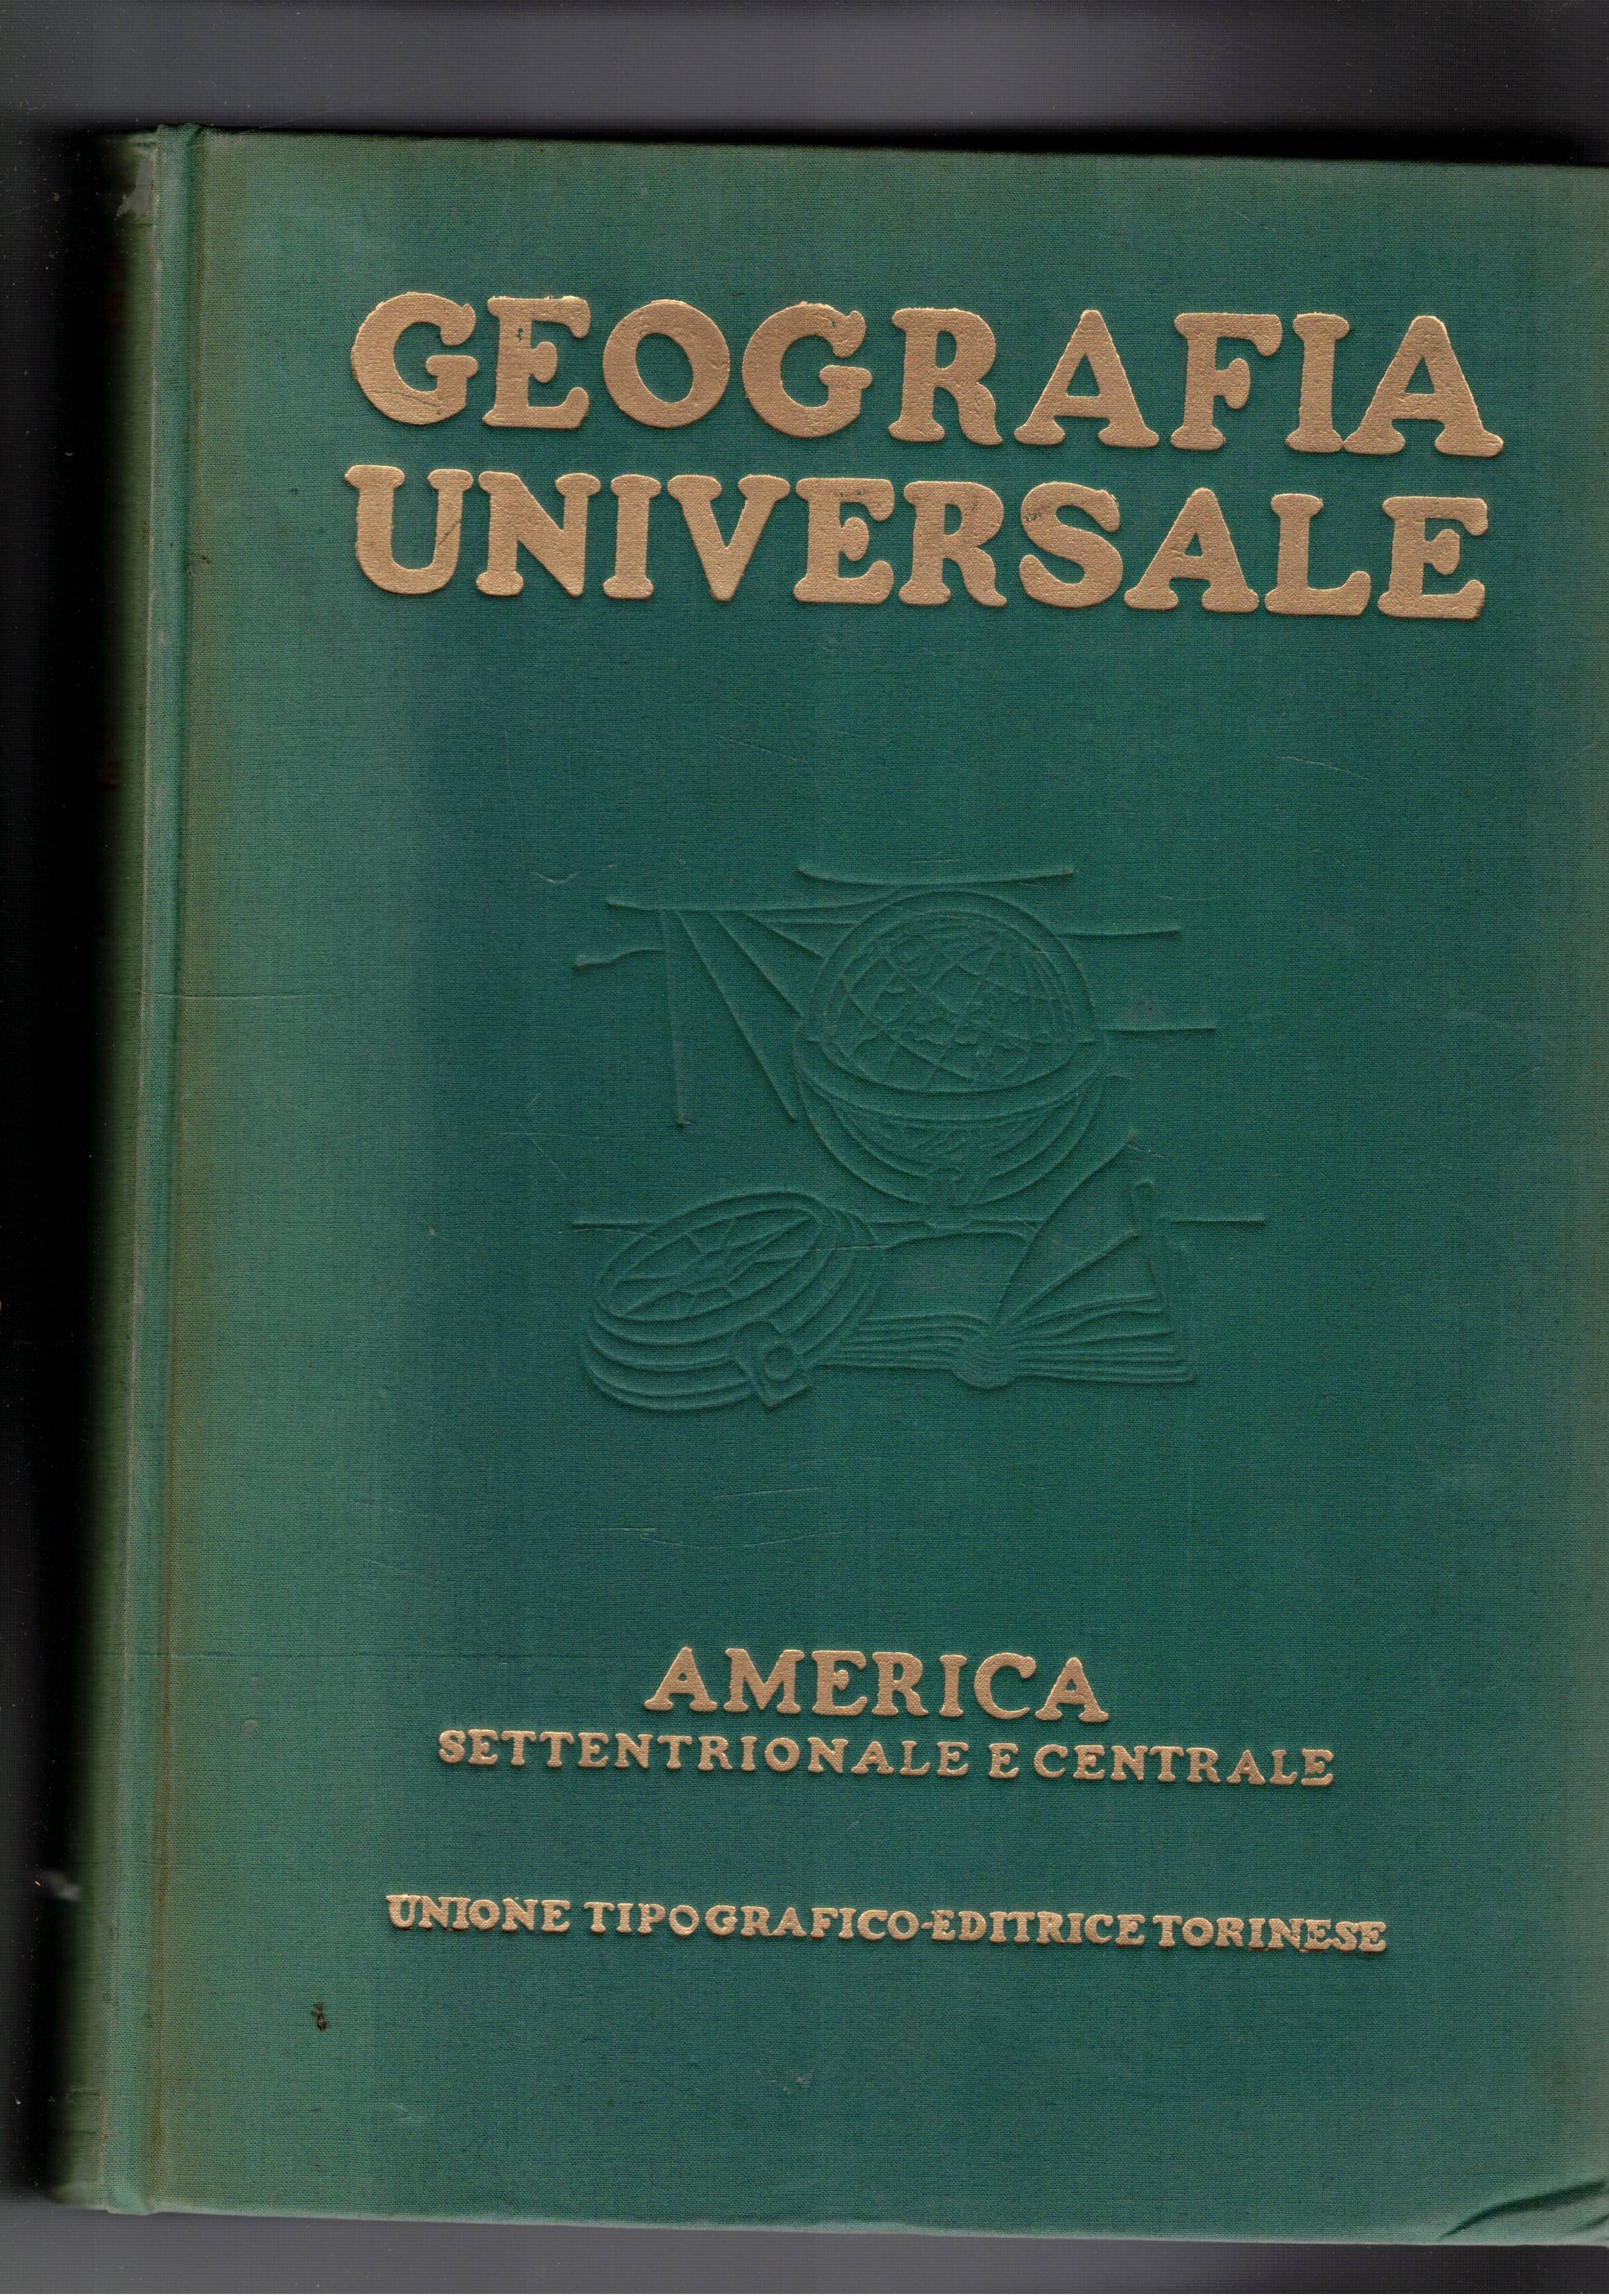 GEOGRAFIA
UNIVERSALE
AMERICA
SETTENTRIONALE E CENTRALE
UNIONE TIPOGRAFICO-EDITRICE TORINESE